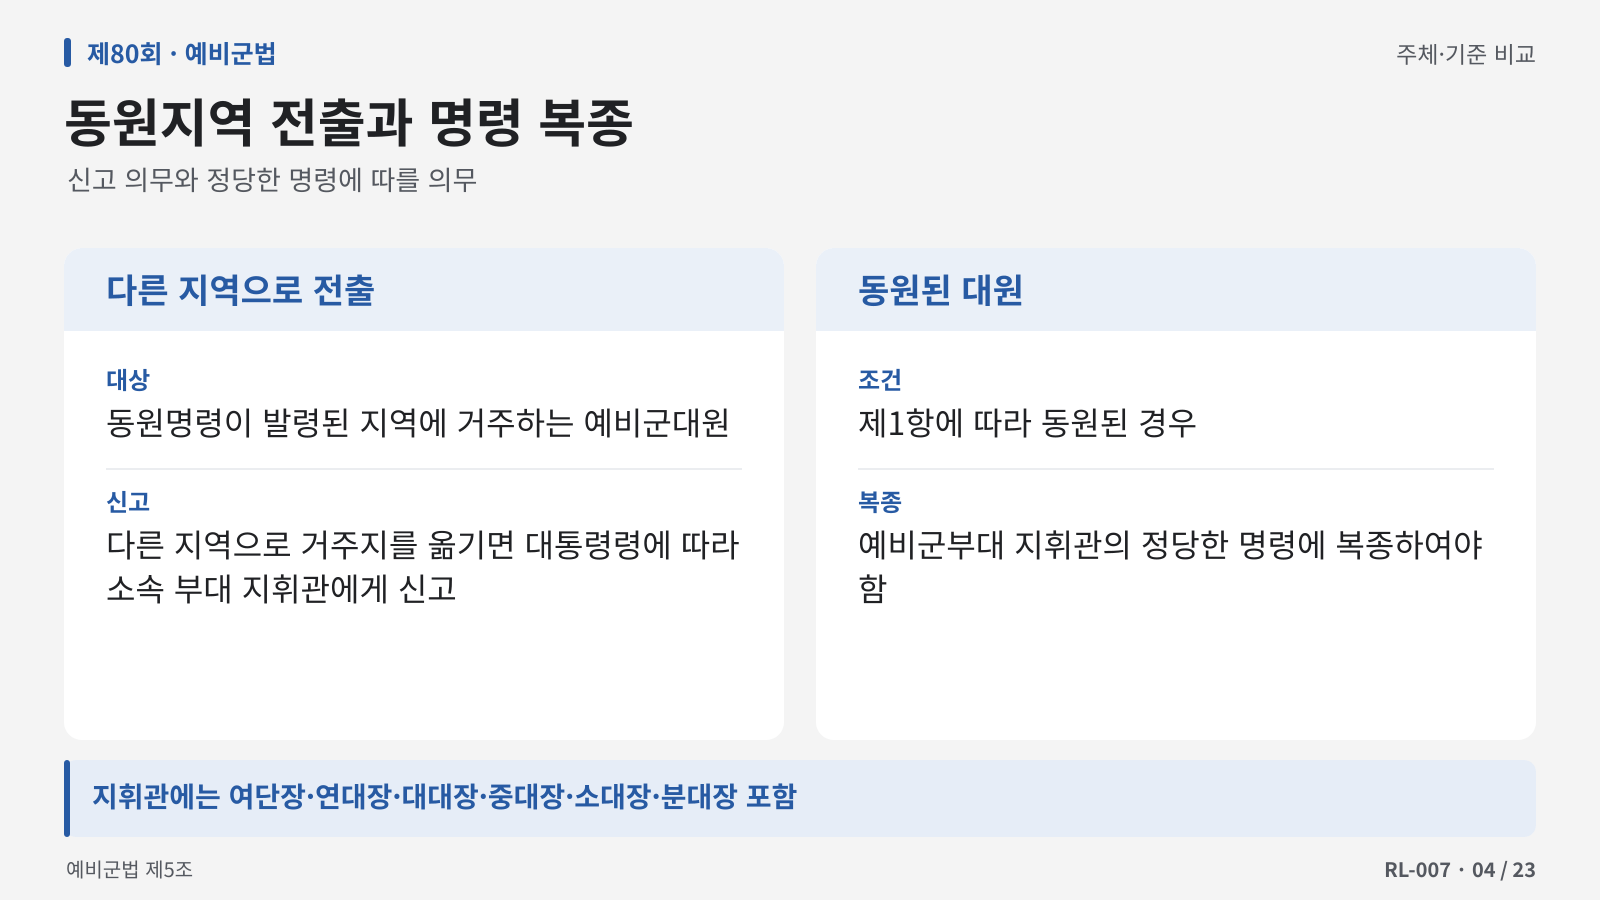 제80회 · 예비군법
주체·기준 비교
동원지역 전출과 명령 복종
신고 의무와 정당한 명령에 따를 의무
다른 지역으로 전출
대상
동원명령이 발령된 지역에 거주하는 예비군대원
신고
다른 지역으로 거주지를 옮기면 대통령령에 따라
소속 부대 지휘관에게 신고
동원된 대원
조건
제1항에 따라 동원된 경우
복종
예비군부대 지휘관의 정당한 명령에 복종하여야
함
지휘관에는 여단장·연대장·대대장·중대장·소대장·분대장 포함
예비군법 제5조
RL-007 · 04 / 23